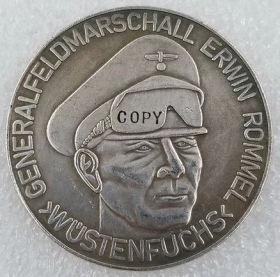 GENERALFELDMARSCHALL ERWIN ROMMEL
COPY
>WÜSTENFUCHS<